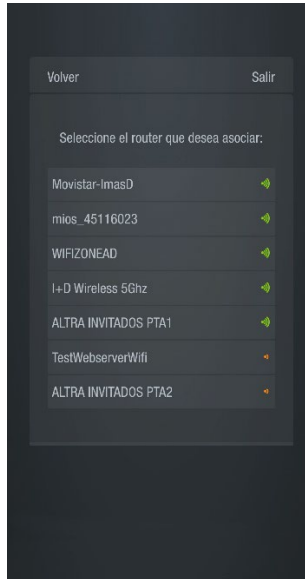 Volver Salir
Seleccione el router que desea asociar:
Movistar-ImasD
mios_45116023
WIFIZONEAD
I+D Wireless 5Ghz
ALTRA INVITADOS PTA1
TestWebserverWifi
ALTRA INVITADOS PTA2